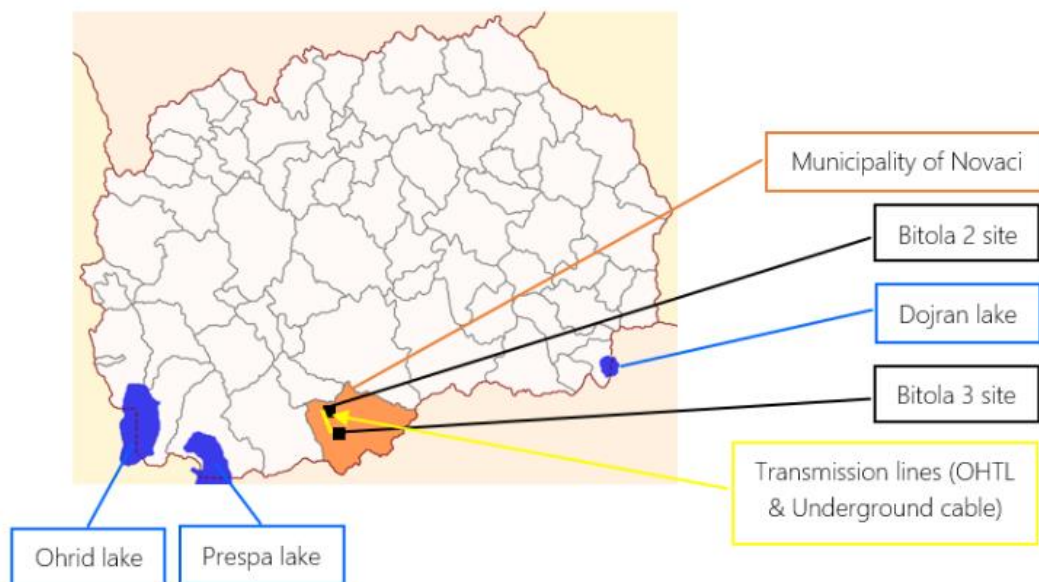 Municipality of Novaci
Bitola 2 site
Dojran lake
Bitola 3 site
Transmission lines (OHTL
& Underground cable)
Ohrid lake
Prespa lake